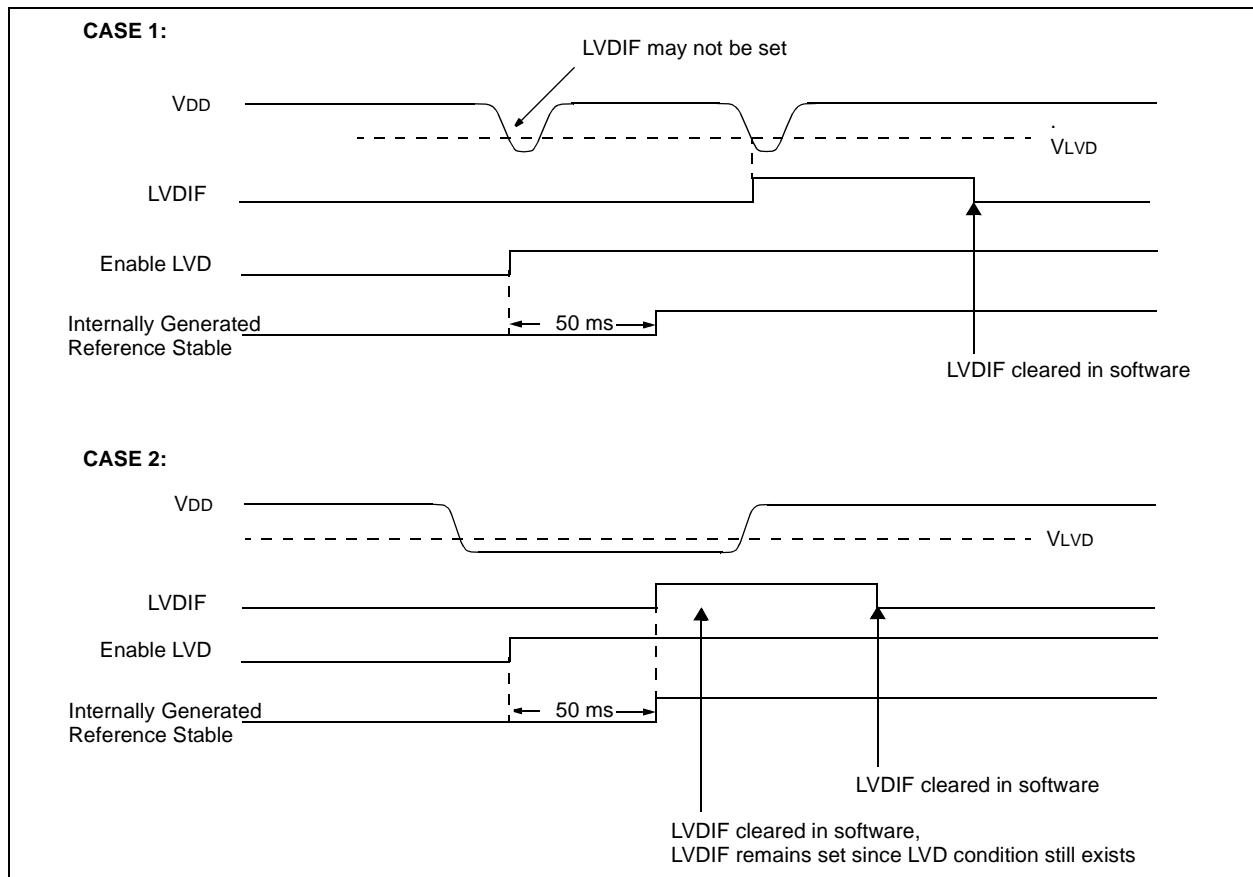 CASE 1:
LVDIF may not be set
VDD
.
VLVD
LVDIF
Enable LVD
Internally Generated
Reference Stable
50 ms
LVDIF cleared in software
CASE 2:
VDD
VLVD
LVDIF
Enable LVD
Internally Generated
Reference Stable
50 ms
LVDIF cleared in software
LVDIF cleared in software,
LVDIF remains set since LVD condition still exists